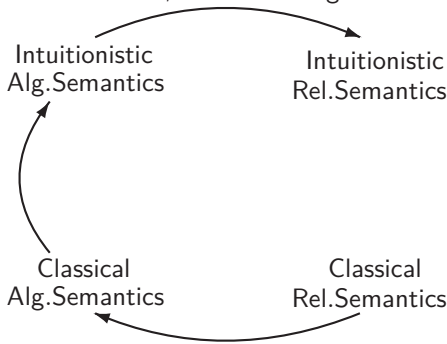 Intuitionistic
Alg.Semantics
Intuitionistic
Rel.Semantics
Classical
Alg.Semantics
Classical
Rel.Semantics